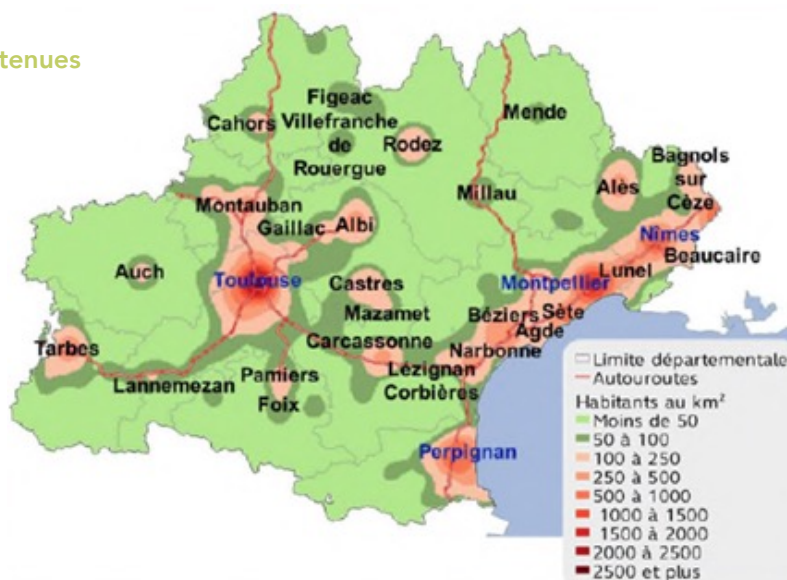 tenues
Figeac
Cahors
Villefranche
de
Rouergue
Rodez
Mende
Bagnols
sur
Cèze
Alès
Millau
Montauban
Gaillac
Albi
Nîmes
Beaucaire
Auch
Toulouse
Castres
Mazamet
Montpellier
Lunel
Béziers
Sète
Agde
Tarbes
Carcassonne
Narbonne
Lézignan
Corbières
Lannemezan
Pamiers
Foix
Perpignan
Limite départementale
Autouroutes
Habitants au km²
Moins de 50
50 à 100
100 à 250
250 à 500
500 à 1000
1000 à 1500
1500 à 2000
2000 à 2500
2500 et plus